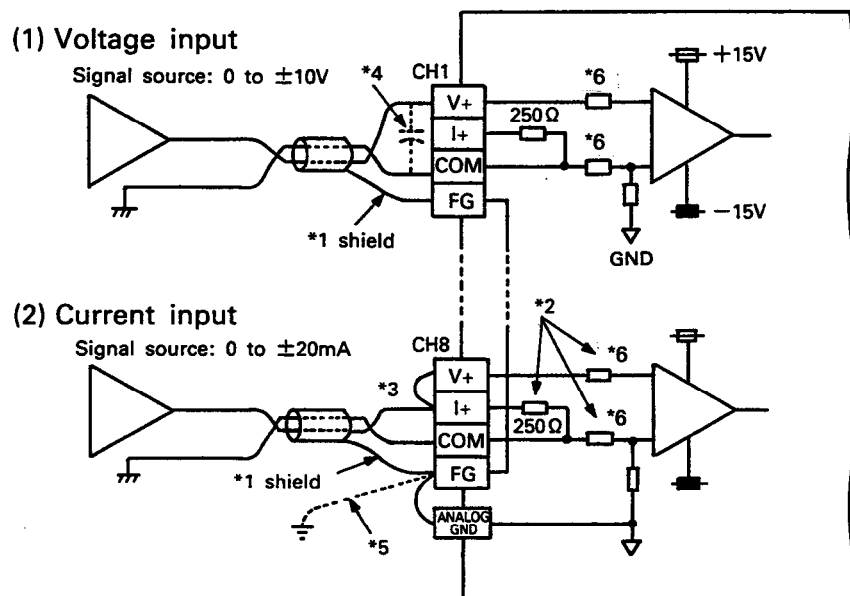 (1) Voltage input
Signal source: 0 to ±10V
*4
CH1
V+
I+
COM
FG
250Ω
*6
*6
+15V
−15V
GND
*1 shield
(2) Current input
Signal source: 0 to ±20mA
*3
CH8
V+
I+
COM
FG
ANALOG
GND
*2
*6
*6
250Ω
*1 shield
*5